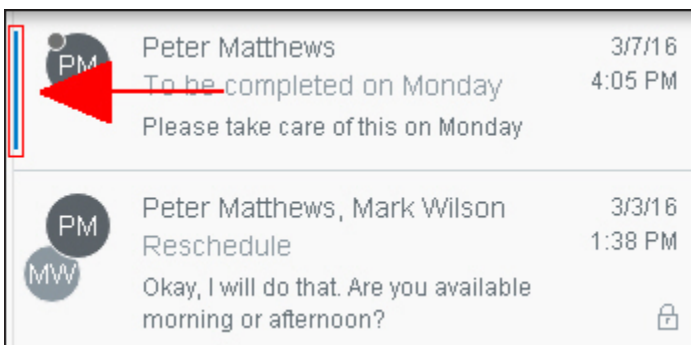 PM
Peter Matthews
3/7/16
To be completed on Monday
4:05 PM
Please take care of this on Monday
PM
Peter Matthews, Mark Wilson
3/3/16
MW
Reschedule
1:38 PM
Okay, I will do that. Are you available
morning or afternoon?